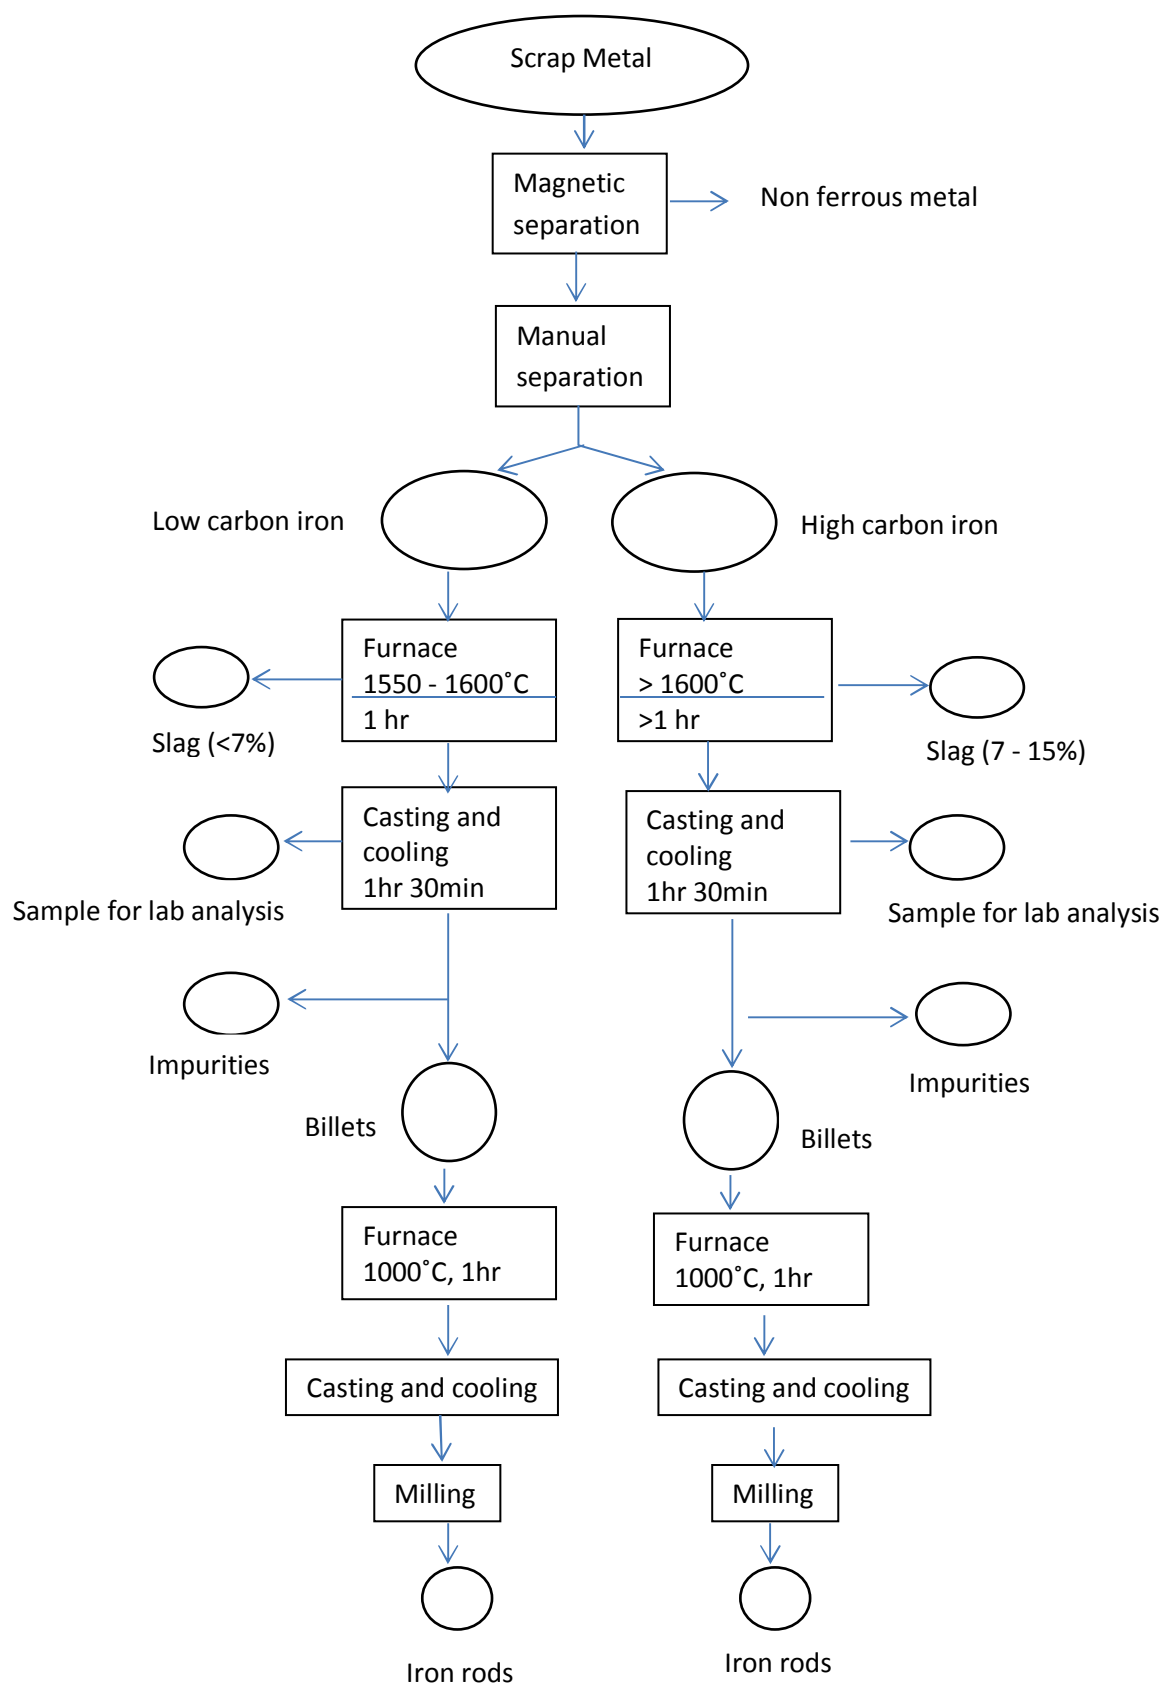 Scrap Metal
Magnetic
separation
Non ferrous metal
Manual
separation
Low carbon iron
High carbon iron
Furnace
1550 - 1600˚C
1 hr
Furnace
> 1600˚C
>1 hr
Slag (<7%)
Slag (7 - 15%)
Casting and
cooling
1hr 30min
Casting and
cooling
1hr 30min
Sample for lab analysis
Sample for lab analysis
Impurities
Impurities
Billets
Billets
Furnace
1000˚C, 1hr
Furnace
1000˚C, 1hr
Casting and cooling
Casting and cooling
Milling
Milling
Iron rods
Iron rods